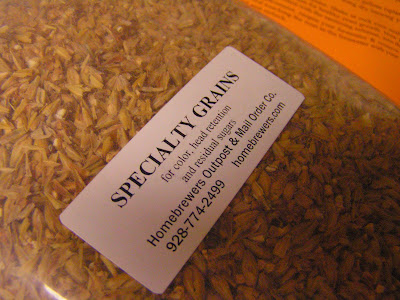 SPECIALTY GRAINS
for color, head retention
and residual sugars
Homebrewers Outpost & Mail Order Co.
928-774-2499 homebrewers.com